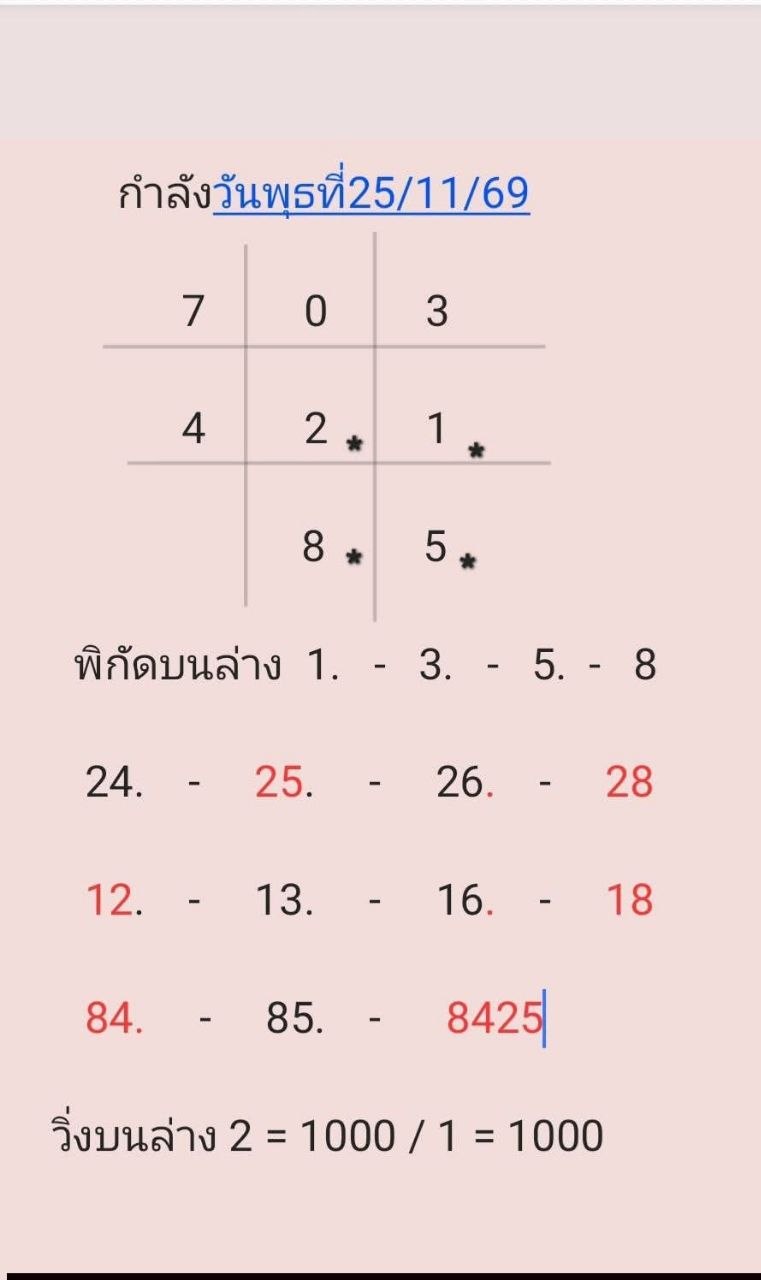 กำลังวันพุธที่25/11/69
7 0 3
4 2 * 1 *
8 * 5 *
พิกัดบนล่าง 1. - 3. - 5. - 8
24. - 25. - 26. - 28
12. - 13. - 16. - 18
84. - 85. - 8425
วิ่งบนล่าง 2 = 1000 / 1 = 1000